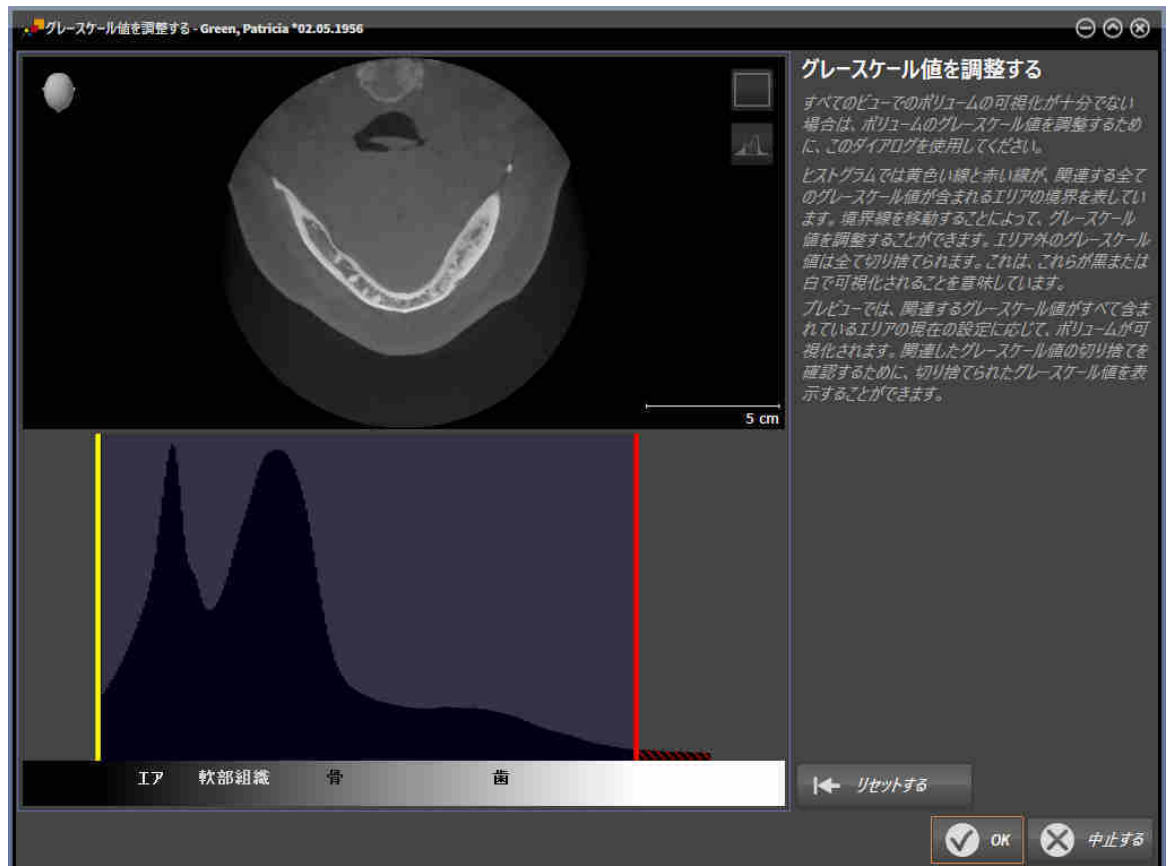 グレースケール値を調整する - Green, Patricia *02.05.1956
グレースケール値を調整する
すべてのビューでのボリュームの可視化が十分でない
場合は、ボリュームのグレースケール値を調整するため
に、このダイアログを使用してください。
ヒストグラムでは黄色い線と赤い線が、関連する全て
のグレースケール値が含まれるエリアの境界を表してい
ます。境界線を移動することによって、グレースケール
値を調整することができます。エリア外のグレースケール
値は全て切り捨てられます。これは、これらが黒または
白で可視化されることを意味しています。
プレビューでは、関連するグレースケール値がすべて含ま
れているエリアの現在の設定に応じて、ボリュームが可
視化されます。関連したグレースケール値の切り捨てを
確認するために、切り捨てられたグレースケール値を表
示することができます。
5 cm
エア 軟部組織 骨 歯
リセットする
OK 中止する